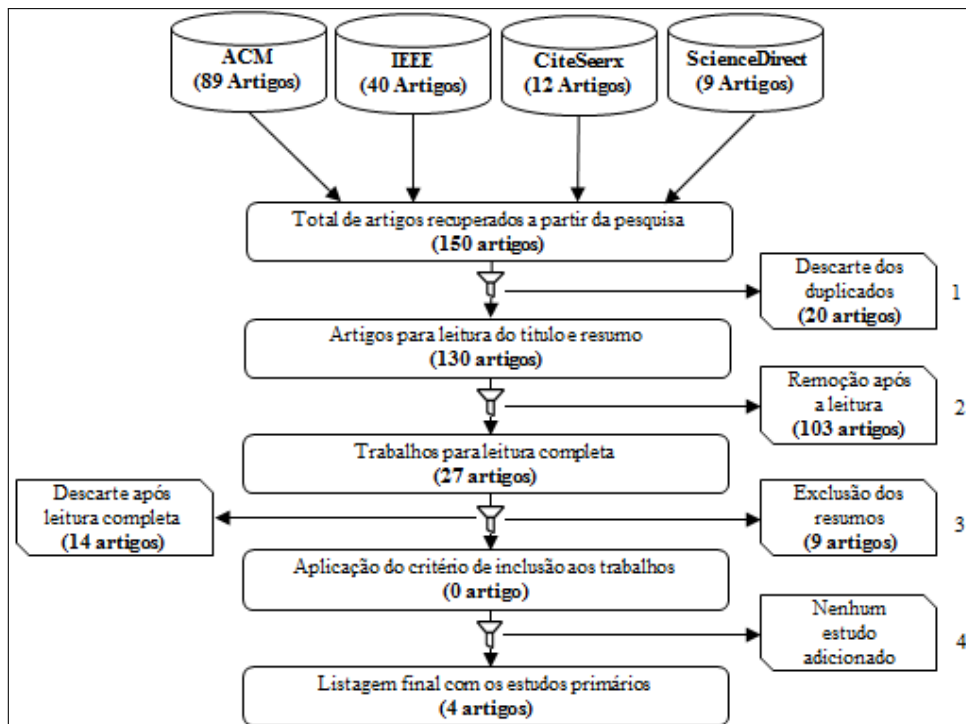 ACM
(89 Artigos)
IEEE
(40 Artigos)
CiteSeerx
(12 Artigos)
ScienceDirect
(9 Artigos)
Total de artigos recuperados a partir da pesquisa
(150 artigos)
Descarte dos
duplicados
(20 artigos)
1
Artigos para leitura do titulo e resumo
(130 artigos)
Remoção após
a leitura
(103 artigos)
2
Trabalhos para leitura completa
(27 artigos)
Descarte após
leitura completa
(14 artigos)
Exclusão dos
resumos
(9 artigos)
3
Aplicação do critério de inclusão aos trabalhos
(0 artigo)
Nenhum
estudo
adicionado
4
Listagem final com os estudos primários
(4 artigos)